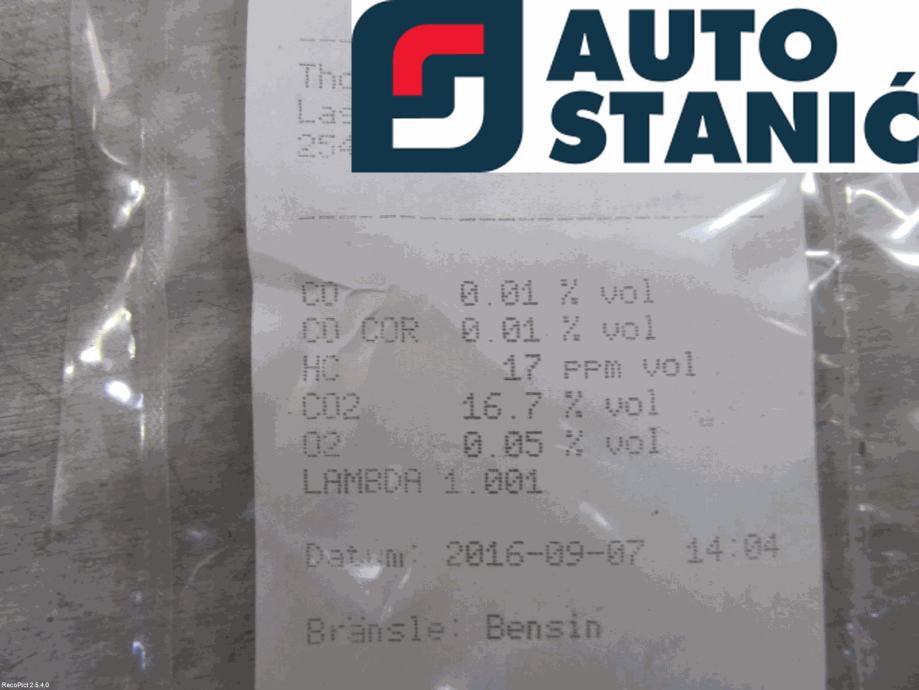 AUTO
STANIĆ
CO 0.01 % vol
CO COR 0.01 % vol
HC 17 ppm vol
CO2 16.7 % vol
O2 0.05 % vol
LAMBDA 1.001
Datum: 2016-09-07 14:04
Bränsle: Bensin
RecoPict 2.5.4.0